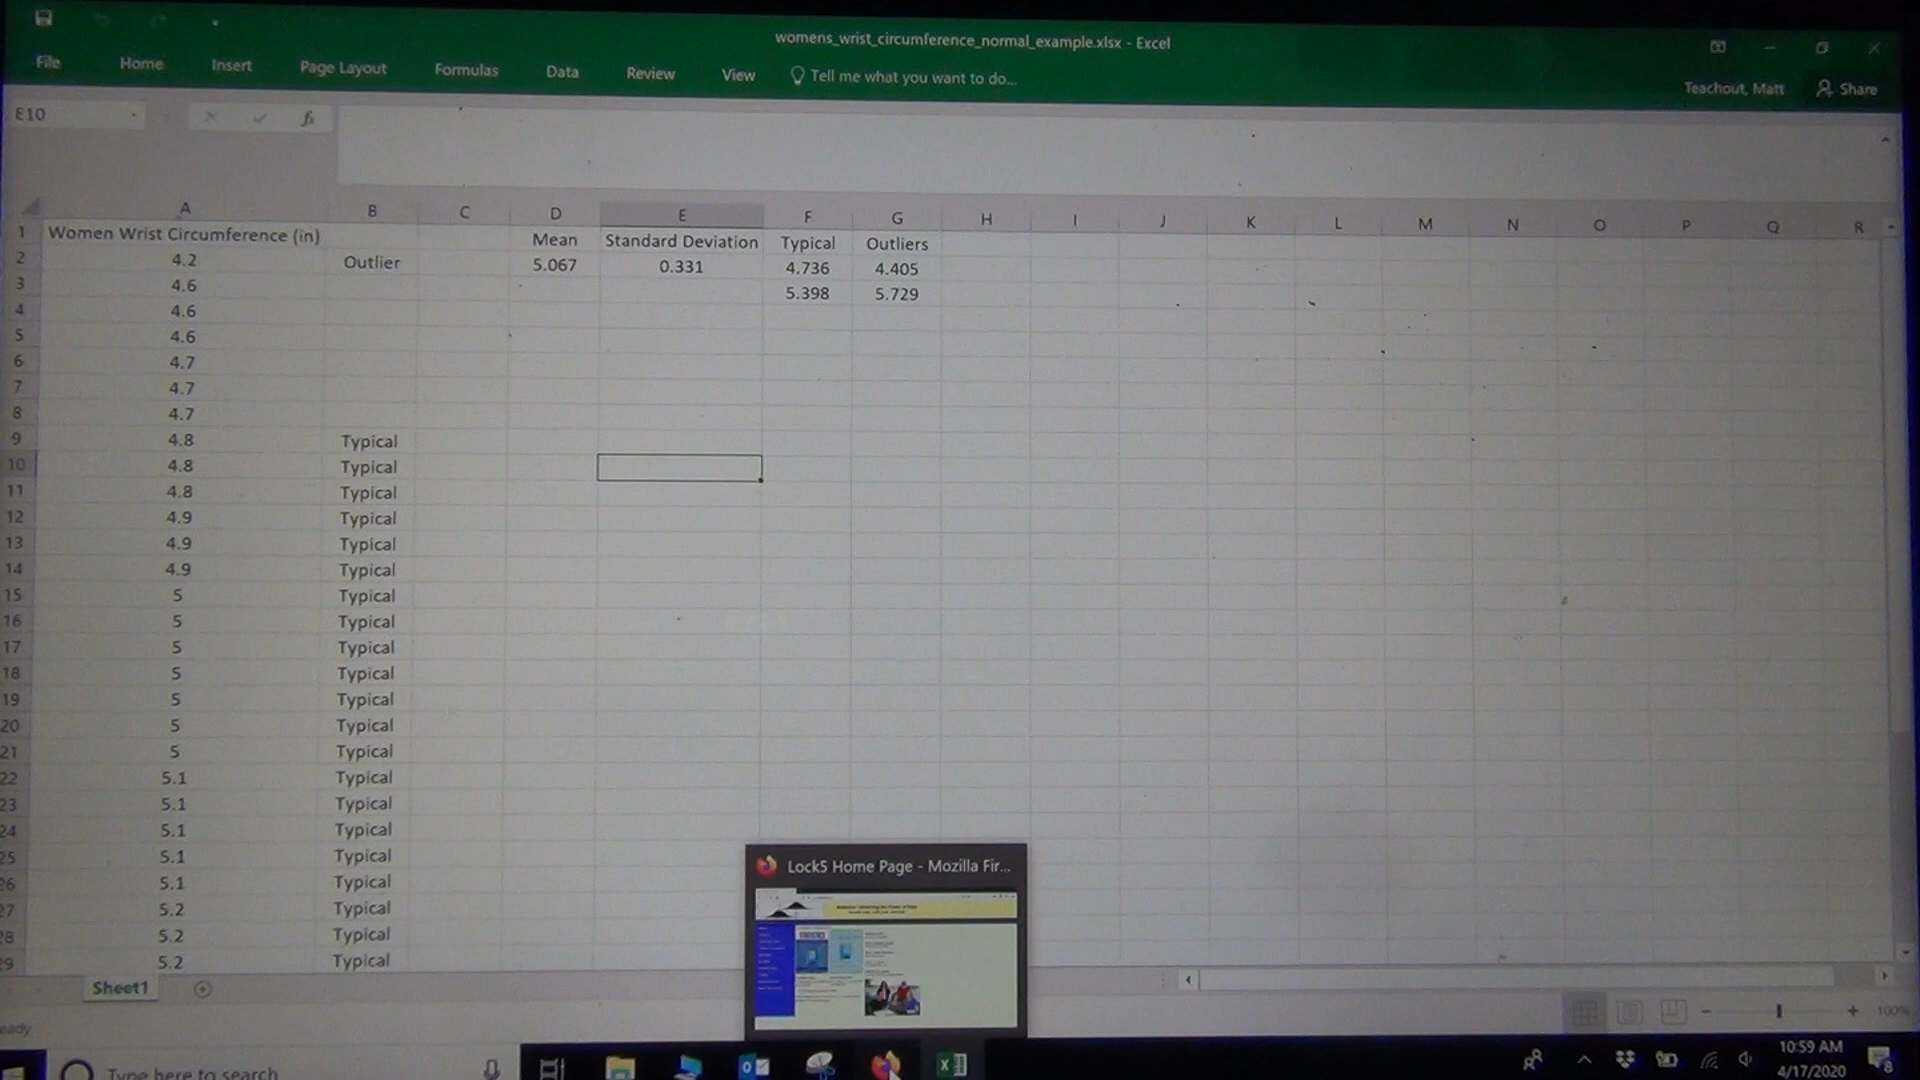 womens_wrist_circumference_normal_example.xlsx - Excel
File Home Insert Page Layout Formulas Data Review View Tell me what you want to do... Teachout, Matt Share
E10 fx
A B C D E F G H I J K L M N O P Q R
1 Women Wrist Circumference (in) Mean Standard Deviation Typical Outliers
2 4.2 Outlier 5.067 0.331 4.736 4.405
3 4.6 5.398 5.729
4 4.6
5 4.6
6 4.7
7 4.7
8 4.7
9 4.8 Typical
10 4.8 Typical
11 4.8 Typical
12 4.9 Typical
13 4.9 Typical
14 4.9 Typical
15 5 Typical
16 5 Typical
17 5 Typical
18 5 Typical
19 5 Typical
20 5 Typical
21 5 Typical
22 5.1 Typical
23 5.1 Typical
24 5.1 Typical
25 5.1 Typical
26 5.1 Typical
27 5.2 Typical
28 5.2 Typical
29 5.2 Typical
Lock5 Home Page - Mozilla Fir...
STATISTICS
Sheet1
eady 100%
Type here to search
10:59 AM
4/17/2020
8